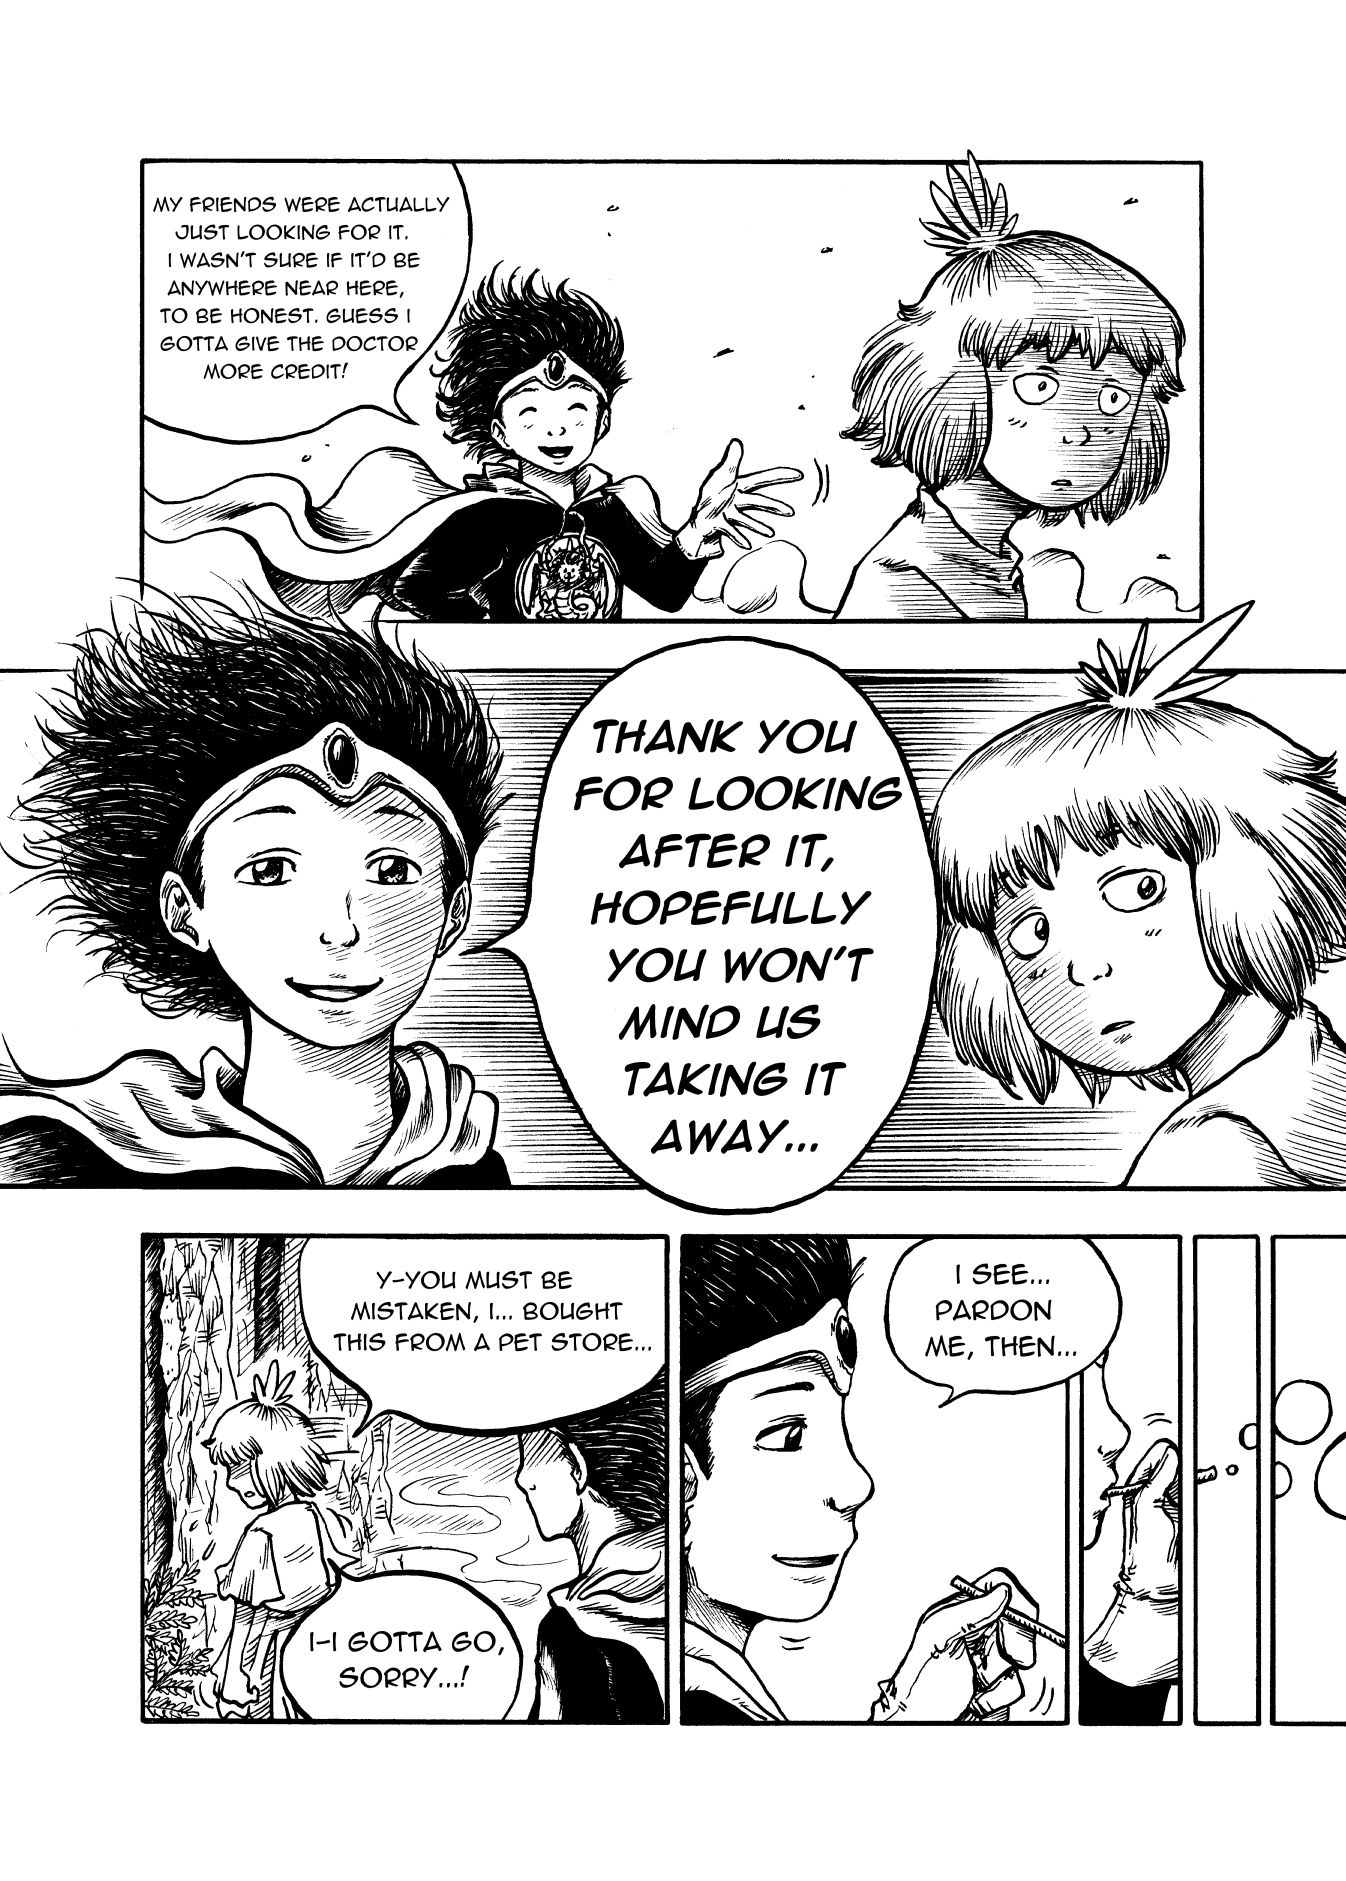 MY FRIENDS WERE ACTUALLY
JUST LOOKING FOR IT.
I WASN'T SURE IF IT'D BE
ANYWHERE NEAR HERE,
TO BE HONEST. GUESS I
GOTTA GIVE THE DOCTOR
MORE CREDIT!
THANK YOU
FOR LOOKING
AFTER IT,
HOPEFULLY
YOU WON'T
MIND US
TAKING IT
AWAY...
Y-YOU MUST BE
MISTAKEN, I... BOUGHT
THIS FROM A PET STORE...
I-I GOTTA GO,
SORRY...!
I SEE...
PARDON
ME, THEN...